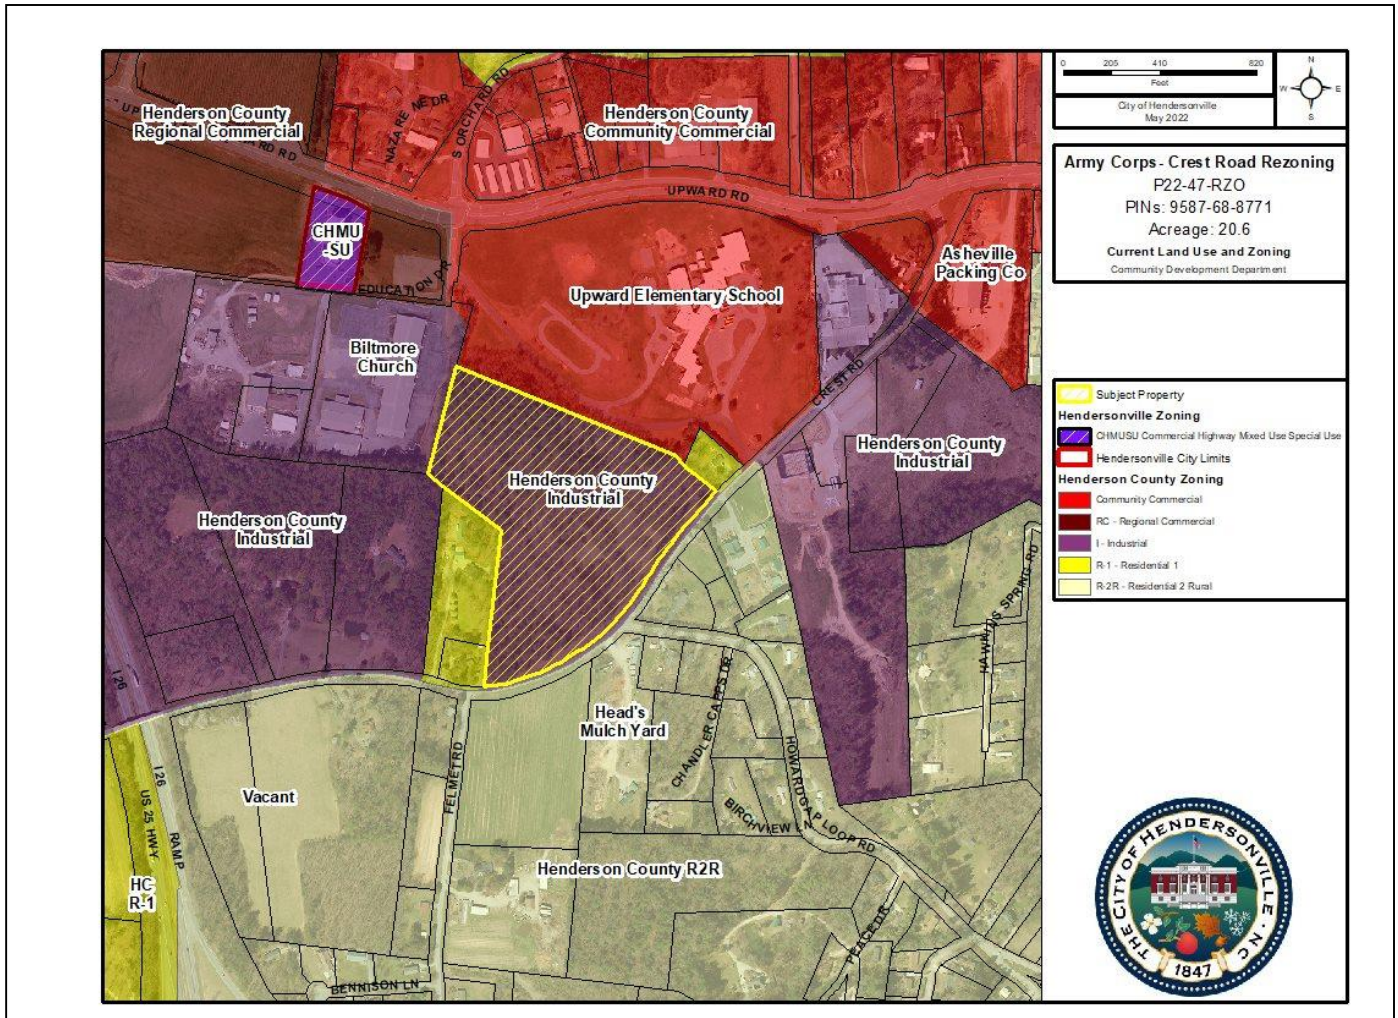 0 205 410 820
Feet
City of Hendersonville
May 2022
N
W E
S
Army Corps - Crest Road Rezoning
P22-47-RZO
PINs: 9587-68-8771
Acreage: 20.6
Current Land Use and Zoning
Community Development Department
Subject Property
Hendersonville Zoning
CHMUSU Commercial Highway Mixed Use Special Use
Hendersonville City Limits
Henderson County Zoning
Community Commercial
RC - Regional Commercial
I - Industrial
R-1 - Residential 1
R-2R - Residential 2 Rural
Henderson County
Regional Commercial
NAZARENE DR
S ORCHARD RD
Henderson County
Community Commercial
UPWARD RD
UPWARD RD
CHMU
-SU
EDUCATION DR
Upward Elementary School
Asheville
Packing Co
Biltmore
Church
CREST RD
Henderson County
Industrial
Henderson County
Industrial
Henderson County
Industrial
HAWKINS SPRING RD
I 26
Head's
Mulch Yard
CHANDLER CAPPS DR
HOWARD GAP LOOP RD
BIRCHVIEW LN
FELMET RD
Vacant
I 26
RAMP
US 25 HWY
HC
R-1
Henderson County R2R
PEACE DR
BENNISON LN
THE CITY OF HENDERSONVILLE · N.C
1847